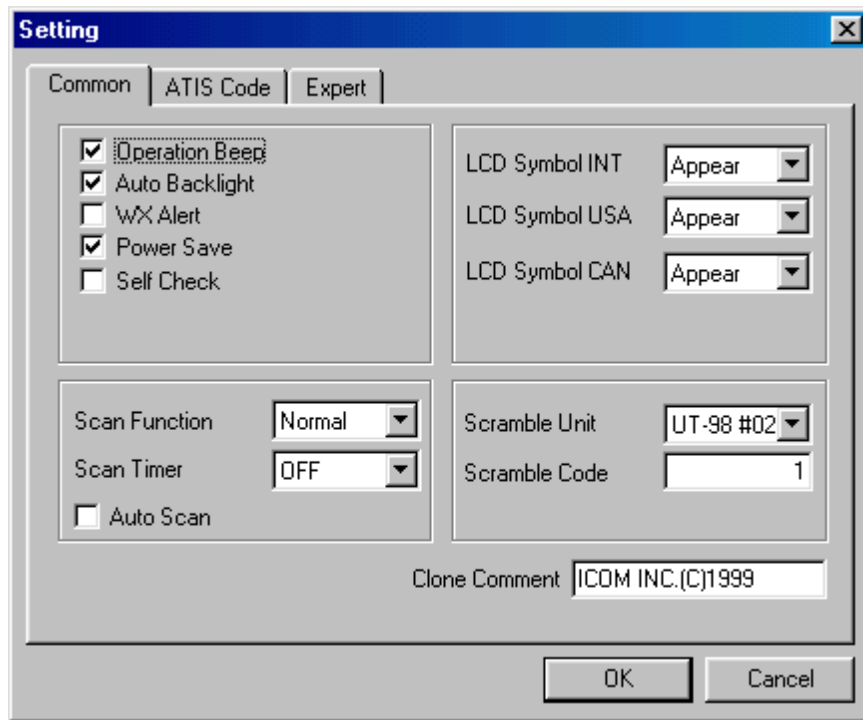 Setting
Common
ATIS Code
Expert
Operation Beep
Auto Backlight
WX Alert
Power Save
Self Check
LCD Symbol INT
Appear
LCD Symbol USA
Appear
LCD Symbol CAN
Appear
Scan Function
Normal
Scan Timer
OFF
Auto Scan
Scramble Unit
UT-98 #02
Scramble Code
1
Clone Comment
ICOM INC.(C)1999
OK
Cancel